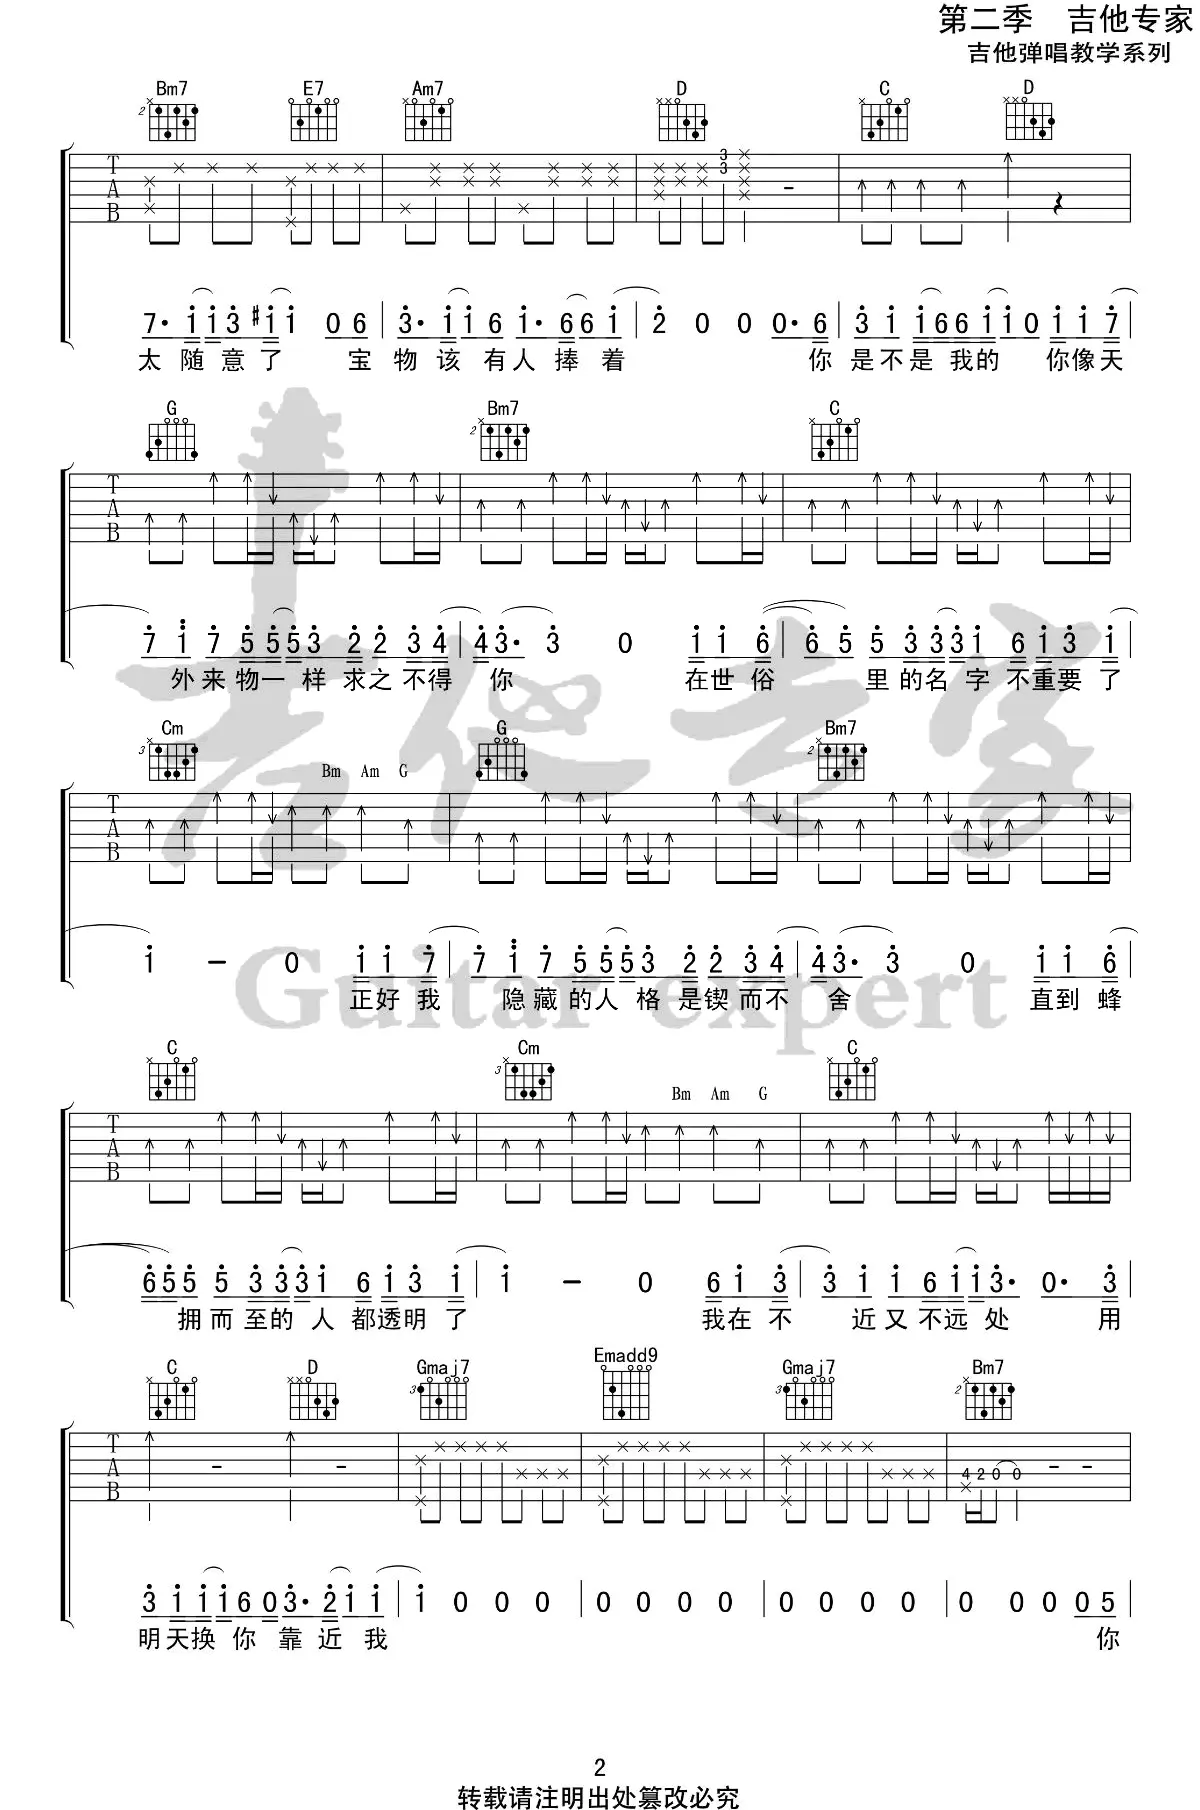 第二季 吉他专家
吉他弹唱教学系列
Bm7 E7 Am7 D C D
2
T
A
B
3
3
7· i i 3 #i i 0 6 3· i i 6 i· 6 6 i 2 0 0 0· 6 3 i i 6 6 i i 0 i i 7
太 随 意 了 宝 物 该 有 人 捧 着 你 是 不 是 我 的 你 像 天
G Bm7 C
2
T
A
B
7 i 7 5 5 5 3 2 2 3 4 4 3· 3 0 i i 6 6 5 5 3 3 3 i 6 i 3 i
外 来 物 一 样 求 之 不 得 你 在 世 俗 里 的 名 字 不 重 要 了
Cm G Bm7
3 2
Bm Am G
T
A
B
i - 0 i i 7 7 i 7 5 5 5 3 2 2 3 4 4 3· 3 0 i i 6
正 好 我 隐 藏 的 人 格 是 锲 而 不 舍 直 到 蜂
吉他专家
Guitar expert
C Cm C
3
Bm Am G
T
A
B
6 5 5 5 3 3 3 i 6 i 3 i i - 0 6 i 3 3 i i 6 i i 3· 0· 3
拥 而 至 的 人 都 透 明 了 我 在 不 近 又 不 远 处 用
C D Gmaj7 Emadd9 Gmaj7 Bm7
3 3 2
T
A
B
4 2 0 0
3 i i i 6 0 3· 2 i i i 0 0 0 0 0 0 0 0 0 0 0 0 0 0 0 5
明 天 换 你 靠 近 我 你
2
转载请注明出处篡改必究